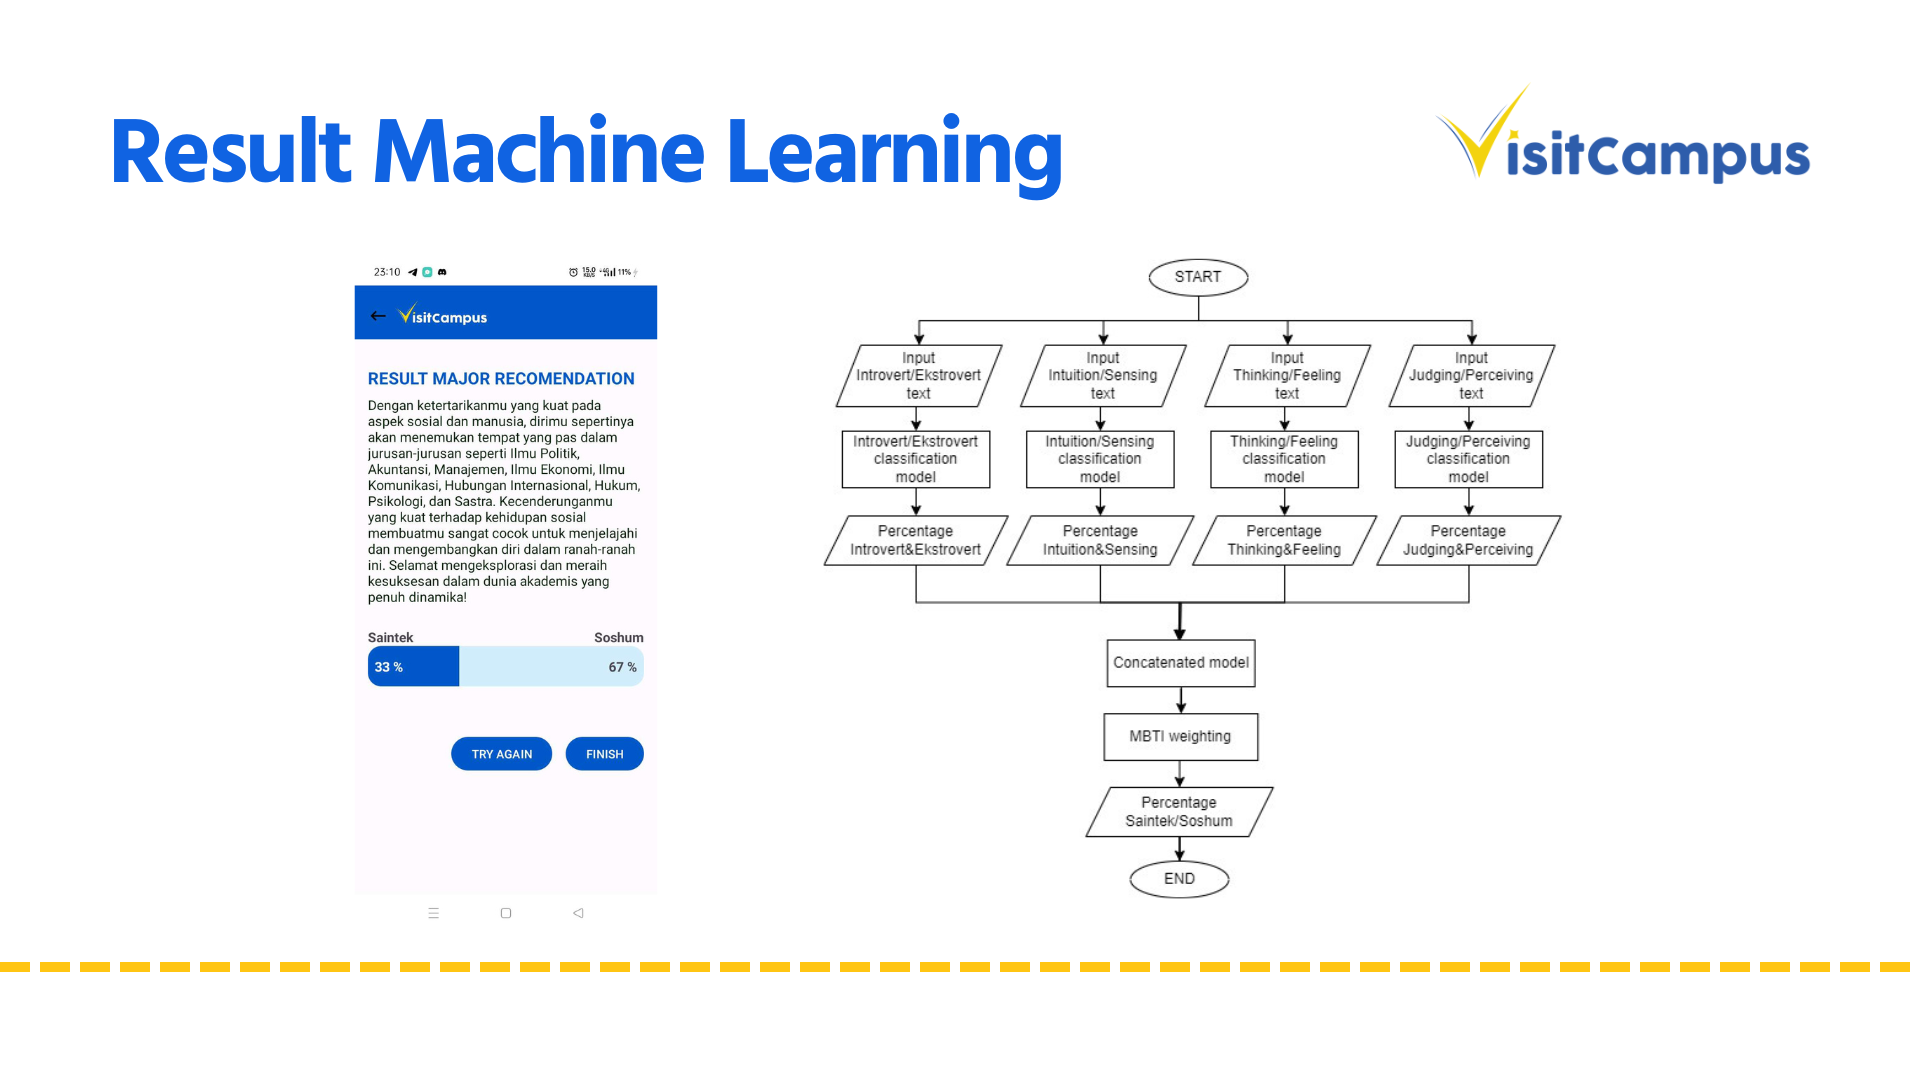 Result Machine Learning
VisitCampus
23:10
11%
VisitCampus
RESULT MAJOR RECOMENDATION
Dengan ketertarikanmu yang kuat pada
aspek sosial dan manusia, dirimu sepertinya
akan menemukan tempat yang pas dalam
jurusan-jurusan seperti Ilmu Politik,
Akuntansi, Manajemen, Ilmu Ekonomi, Ilmu
Komunikasi, Hubungan Internasional, Hukum,
Psikologi, dan Sastra. Kecenderunganmu
yang kuat terhadap kehidupan sosial
membuatmu sangat cocok untuk menjelajahi
dan mengembangkan diri dalam ranah-ranah
ini. Selamat mengeksplorasi dan meraih
kesuksesan dalam dunia akademis yang
penuh dinamika!
Saintek Soshum
33 % 67 %
TRY AGAIN FINISH
START
Input
Introvert/Ekstrovert
text
Input
Intuition/Sensing
text
Input
Thinking/Feeling
text
Input
Judging/Perceiving
text
Introvert/Ekstrovert
classification
model
Intuition/Sensing
classification
model
Thinking/Feeling
classification
model
Judging/Perceiving
classification
model
Percentage
Introvert&Ekstrovert
Percentage
Intuition&Sensing
Percentage
Thinking&Feeling
Percentage
Judging&Perceiving
Concatenated model
MBTI weighting
Percentage
Saintek/Soshum
END